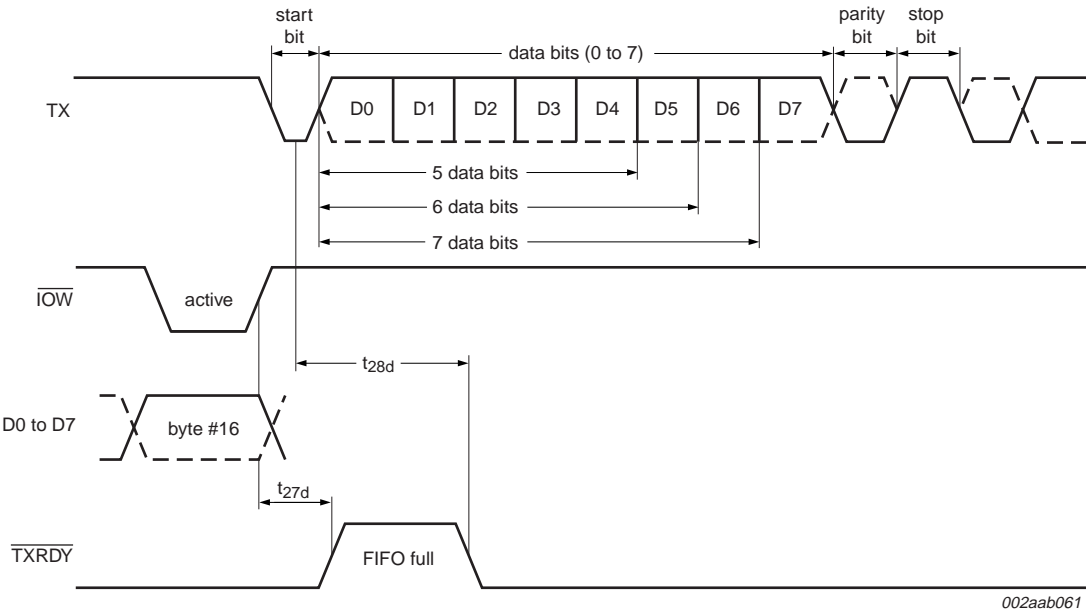 start
bit
data bits (0 to 7)
parity
bit
stop
bit
TX
D0 D1 D2 D3 D4 D5 D6 D7
5 data bits
6 data bits
7 data bits
IOW
active
t28d
D0 to D7
byte #16
t27d
TXRDY
FIFO full
002aab061